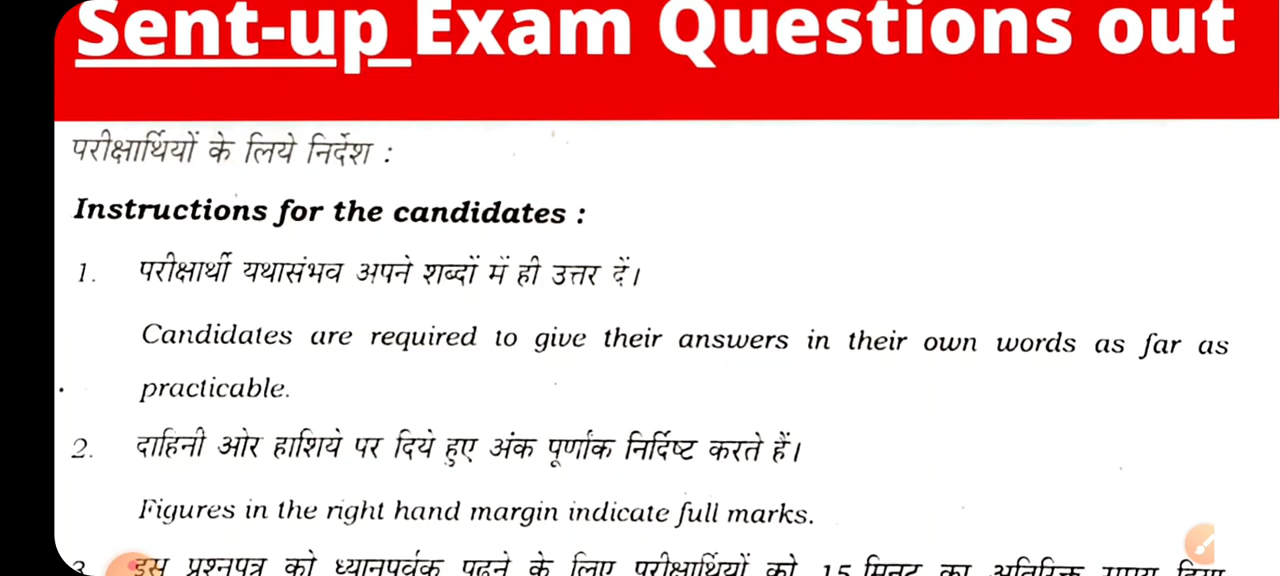 Sent-up Exam Questions out
परीक्षार्थियों के लिये निर्देश :
Instructions for the candidates :
1. परीक्षार्थी यथासंभव अपने शब्दों में ही उत्तर दें।
Candidates are required to give their answers in their own words as far as
practicable.
2. दाहिनी ओर हाशिये पर दिये हुए अंक पूर्णांक निर्दिष्ट करते हैं।
Figures in the right hand margin indicate full marks.
3. इस प्रश्नपत्र को ध्यानपूर्वक पढ़ने के लिए परीक्षार्थियों को 15 मिनट का अतिरिक्त समय दिया